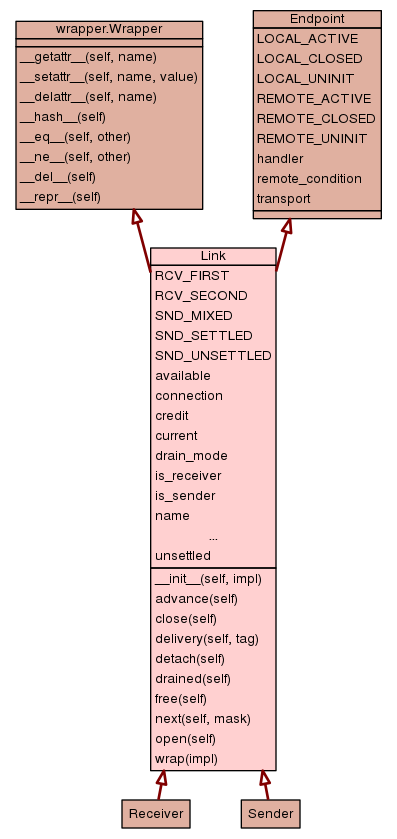 wrapper.Wrapper
__getattr__(self, name)
__setattr__(self, name, value)
__delattr__(self, name)
__hash__(self)
__eq__(self, other)
__ne__(self, other)
__del__(self)
__repr__(self)
Endpoint
LOCAL_ACTIVE
LOCAL_CLOSED
LOCAL_UNINIT
REMOTE_ACTIVE
REMOTE_CLOSED
REMOTE_UNINIT
handler
remote_condition
transport
Link
RCV_FIRST
RCV_SECOND
SND_MIXED
SND_SETTLED
SND_UNSETTLED
available
connection
credit
current
drain_mode
is_receiver
is_sender
name
...
unsettled
__init__(self, impl)
advance(self)
close(self)
delivery(self, tag)
detach(self)
drained(self)
free(self)
next(self, mask)
open(self)
wrap(impl)
Receiver
Sender